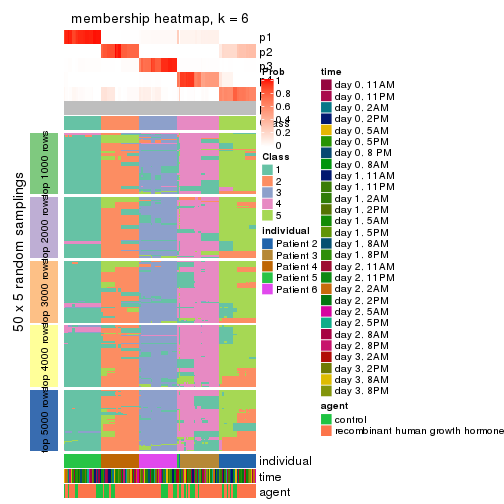 membership heatmap, k = 6
p1
p2
p3
Prob
1
0.8
0.6
0.4
0.2
0
Class
1
2
3
4
5
individual
Patient 2
Patient 3
Patient 4
Patient 5
Patient 6
time
day 0. 11AM
day 0. 11PM
day 0. 2AM
day 0. 2PM
day 0. 5AM
day 0. 5PM
day 0. 8 PM
day 0. 8AM
day 1. 11AM
day 1. 11PM
day 1. 2AM
day 1. 2PM
day 1. 5AM
day 1. 5PM
day 1. 8AM
day 1. 8PM
day 2. 11AM
day 2. 11PM
day 2. 2AM
day 2. 2PM
day 2. 5AM
day 2. 5PM
day 2. 8AM
day 2. 8PM
day 3. 2AM
day 3. 2PM
day 3. 8AM
day 3. 8PM
agent
control
recombinant human growth hormone
50 x 5 random samplings
top 1000 rows
top 2000 rows
top 3000 rows
top 4000 rows
top 5000 rows
individual
time
agent